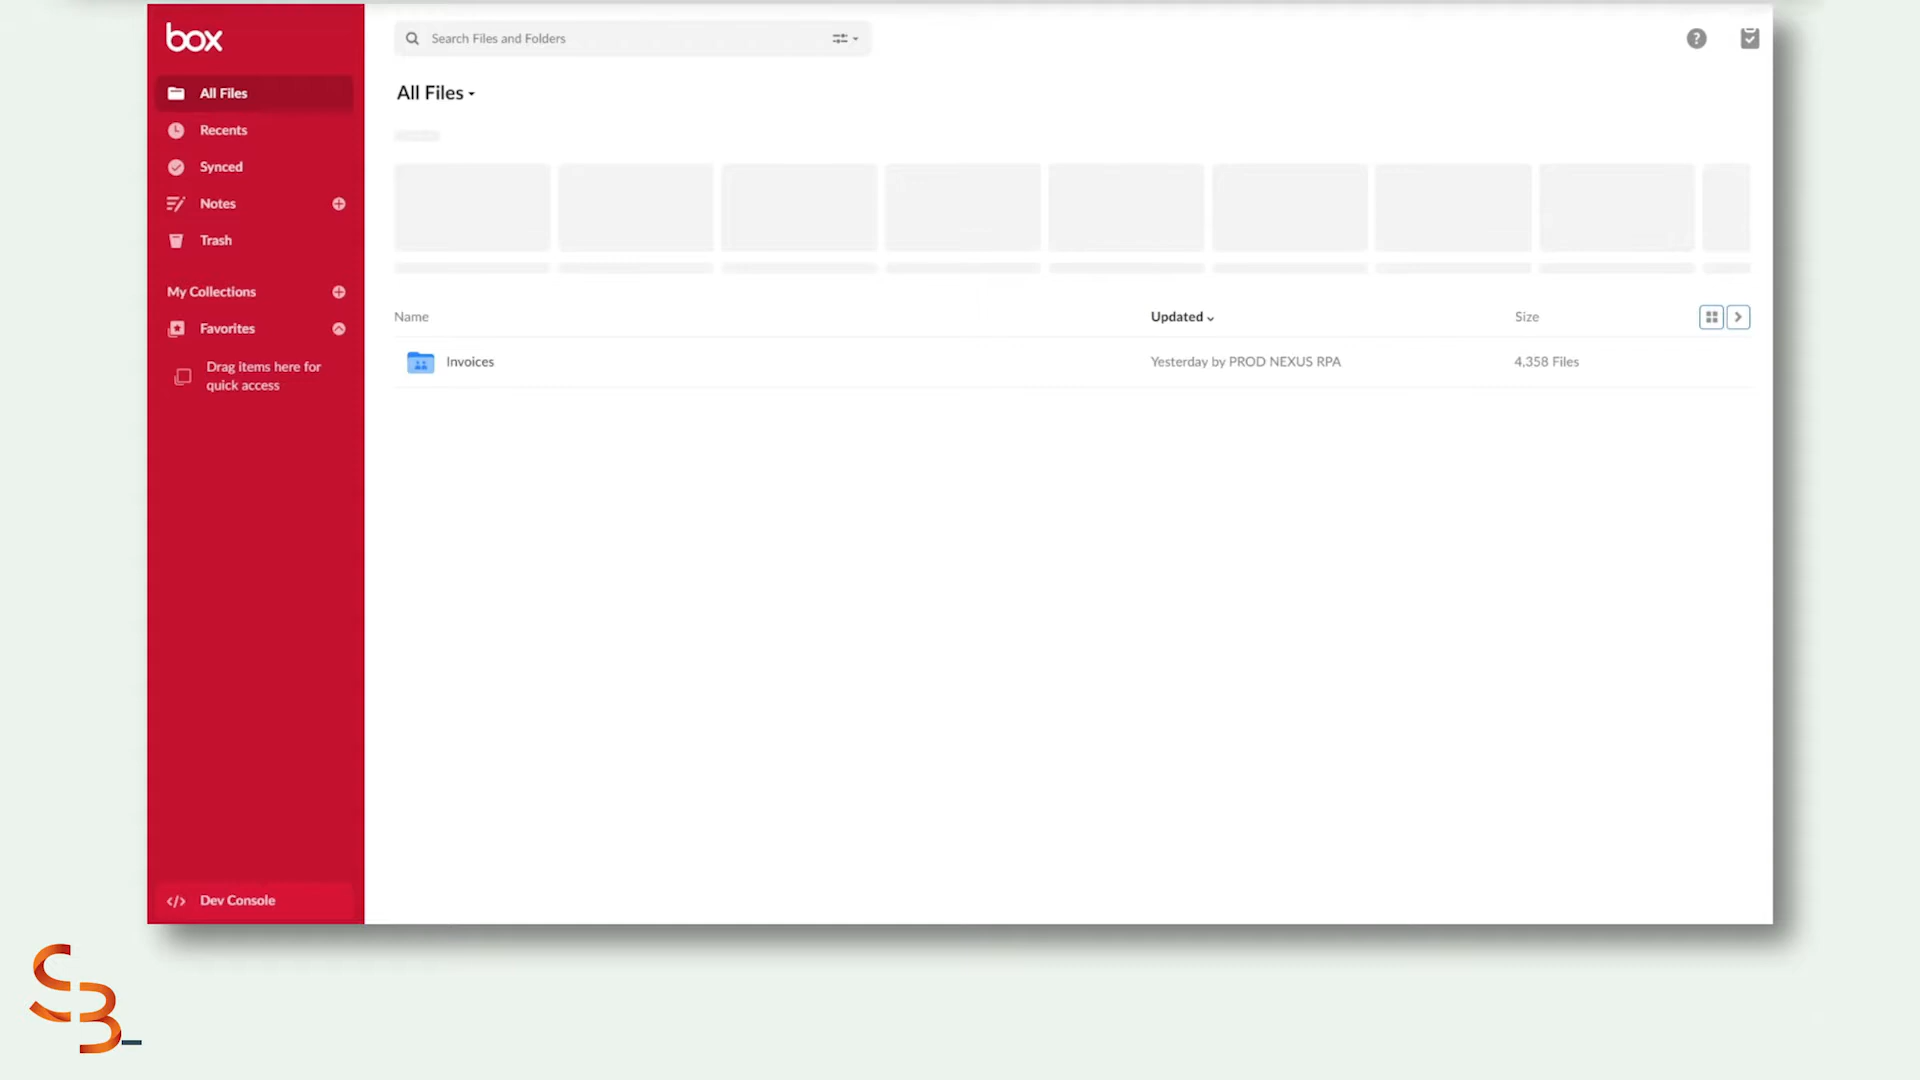 box
Search Files and Folders
All Files
Recents
Synced
Notes
Trash
My Collections
Favorites
Drag items here for
quick access
Dev Console
All Files
Name
Updated
Size
Invoices
Yesterday by PROD NEXUS RPA
4,358 Files
SB_